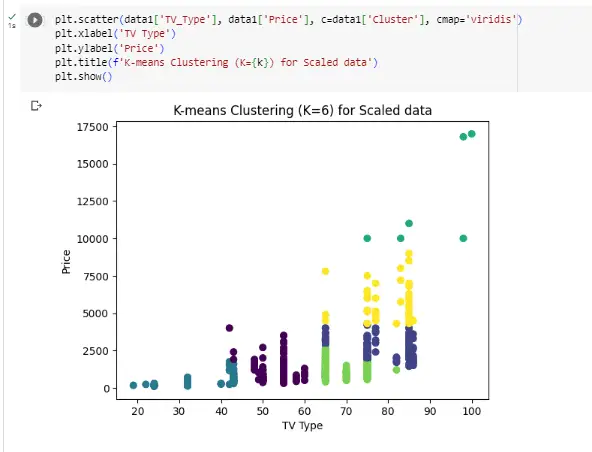 plt.scatter(data1['TV_Type'], data1['Price'], c=data1['Cluster'], cmap='viridis')
1s
plt.xlabel('TV Type')
plt.ylabel('Price')
plt.title(f'K-means Clustering (K={k}) for Scaled data')
plt.show()
K-means Clustering (K=6) for Scaled data
17500
15000
12500
10000
7500
5000
2500
0
Price
20 30 40 50 60 70 80 90 100
TV Type